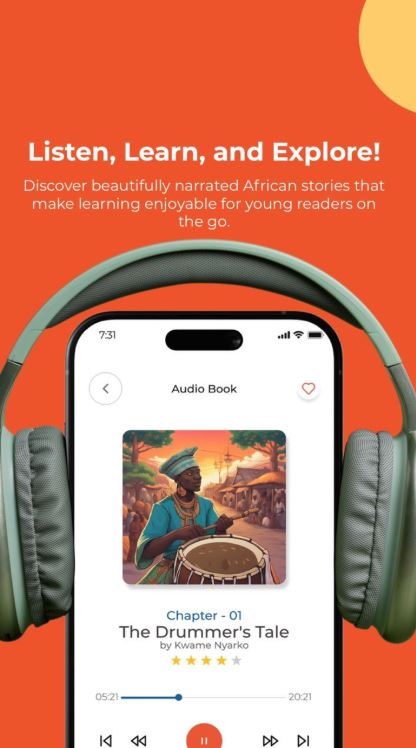 Listen, Learn, and Explore!
Discover beautifully narrated African stories that
make learning enjoyable for young readers on
the go.
7:31
Audio Book
Chapter - 01
The Drummer's Tale
by Kwame Nyarko
05:21
20:21